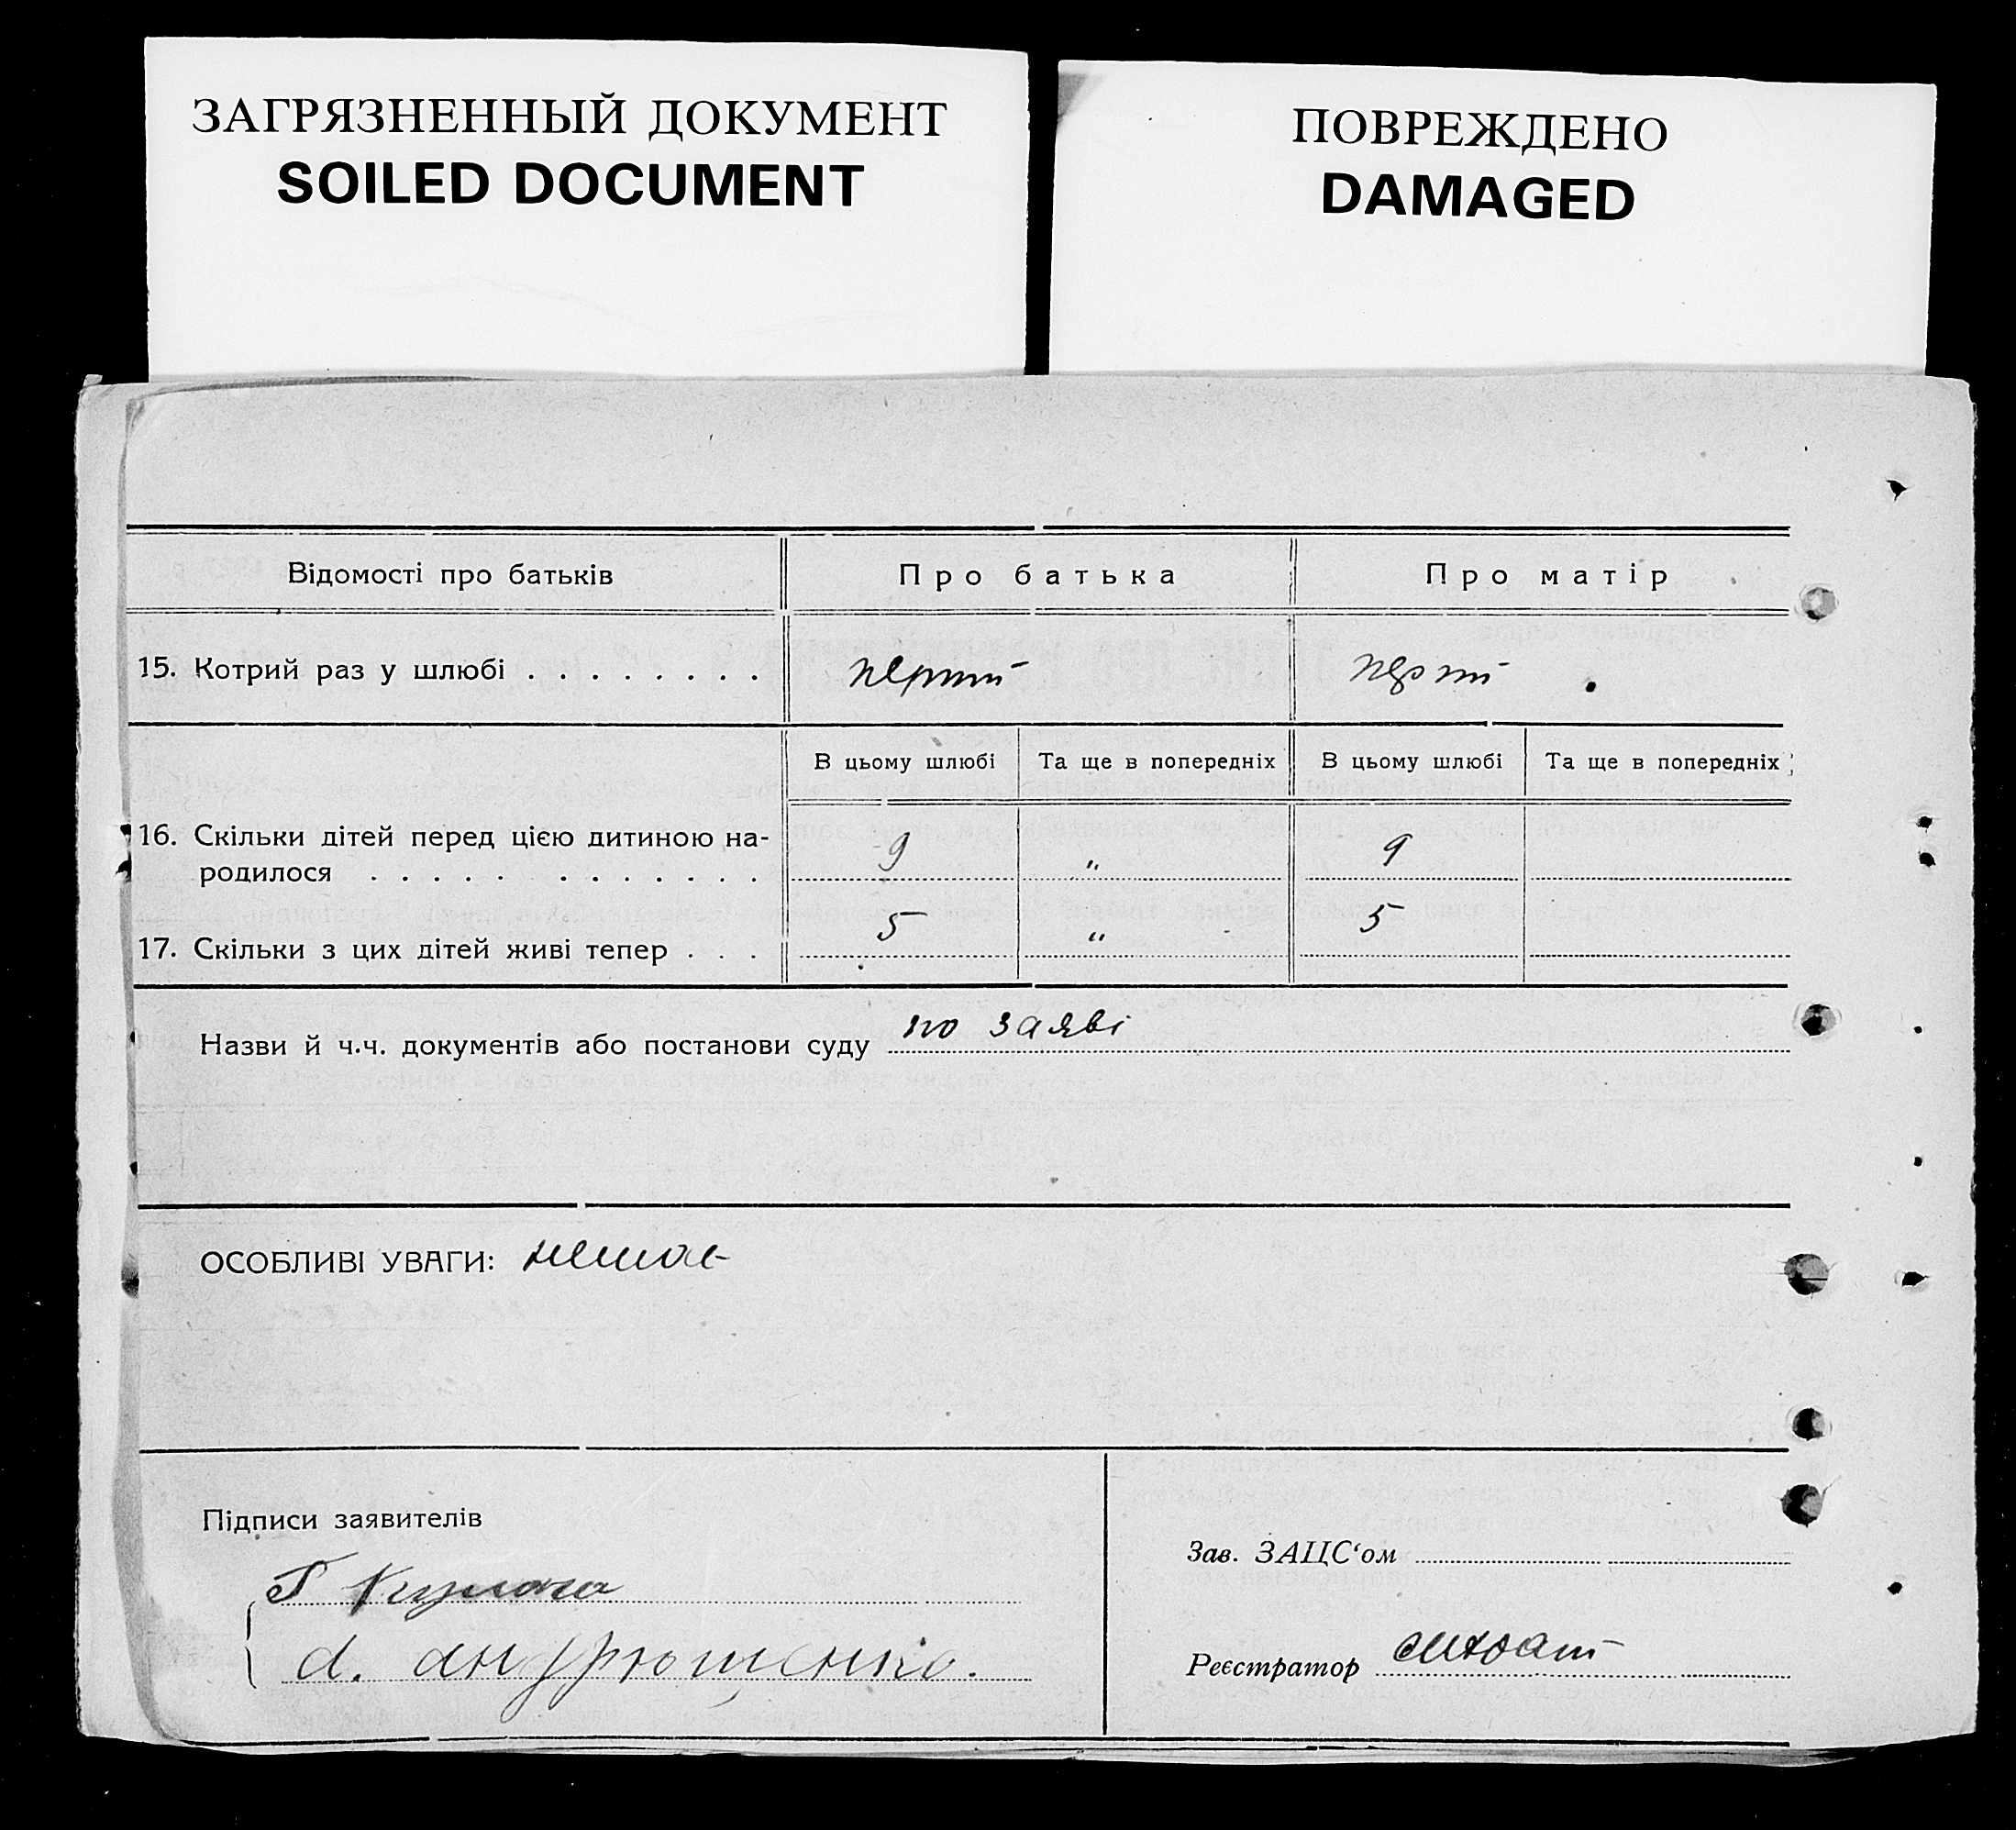 ЗАГРЯЗНЕННЫЙ ДОКУМЕНТ
SOILED DOCUMENT
ПОВРЕЖДЕНО
DAMAGED
Відомості про батьків Про батька Про матір
15. Котрий раз у шлюбі . . . . . . . . перший перший
В цьому шлюбі Та ще в попередніх В цьому шлюбі Та ще в попередніх
16. Скільки дітей перед цією дитиною на-
родилося . . . . . . . . . . . . 9 " 9
17. Скільки з цих дітей живі тепер . . . 5 " 5
Назви й ч.ч. документів або постанови суду по заяві
ОСОБЛИВІ УВАГИ: немає
Підписи заявителів
Г
Зав. ЗАЦС'ом
Реєстратор